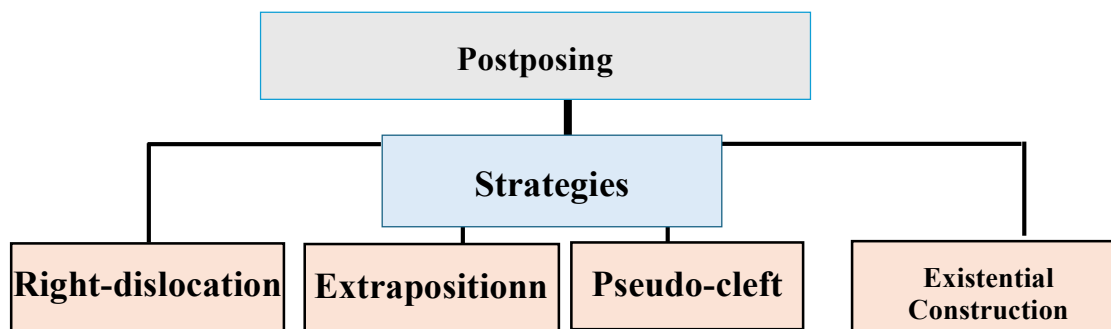 Postposing
Strategies
Right-dislocation
Extrapositionn
Pseudo-cleft
Existential
Construction